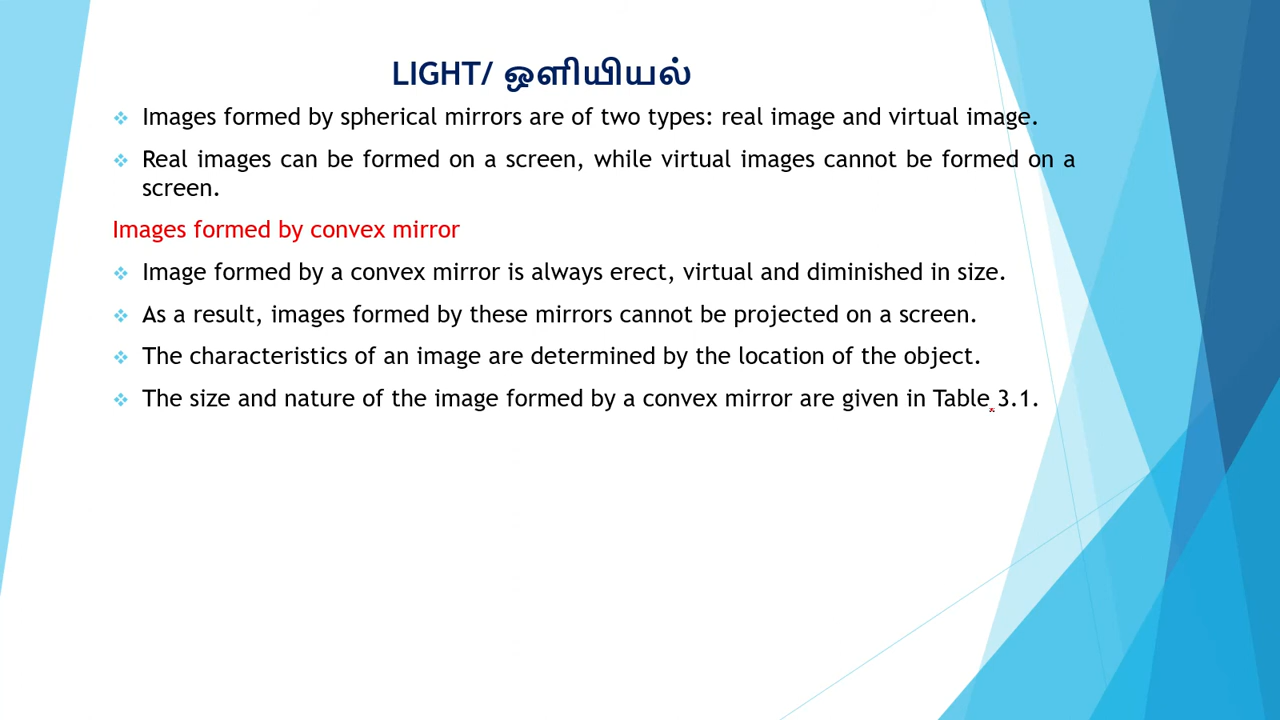 LIGHT/ ஒளியியல்
Images formed by spherical mirrors are of two types: real image and virtual image.
Real images can be formed on a screen, while virtual images cannot be formed on a
screen.
Images formed by convex mirror
Image formed by a convex mirror is always erect, virtual and diminished in size.
As a result, images formed by these mirrors cannot be projected on a screen.
The characteristics of an image are determined by the location of the object.
The size and nature of the image formed by a convex mirror are given in Table 3.1.